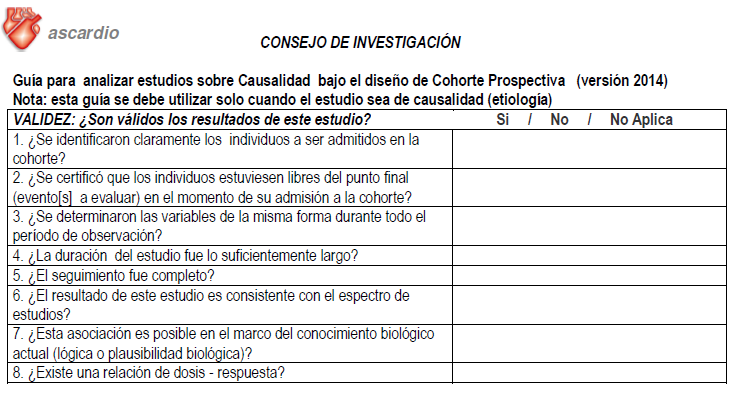 ascardio
CONSEJO DE INVESTIGACIÓN
Guía para analizar estudios sobre Causalidad bajo el diseño de Cohorte Prospectiva (versión 2014)
Nota: esta guía se debe utilizar solo cuando el estudio sea de causalidad (etiología)
VALIDEZ: ¿Son válidos los resultados de este estudio? Si / No / No Aplica
1. ¿Se identificaron claramente los individuos a ser admitidos en la
cohorte?
2. ¿Se certificó que los individuos estuviesen libres del punto final
(evento[s] a evaluar) en el momento de su admisión a la cohorte?
3. ¿Se determinaron las variables de la misma forma durante todo el
período de observación?
4. ¿La duración del estudio fue lo suficientemente largo?
5. ¿El seguimiento fue completo?
6. ¿El resultado de este estudio es consistente con el espectro de
estudios?
7. ¿Esta asociación es posible en el marco del conocimiento biológico
actual (lógica o plausibilidad biológica)?
8. ¿Existe una relación de dosis - respuesta?